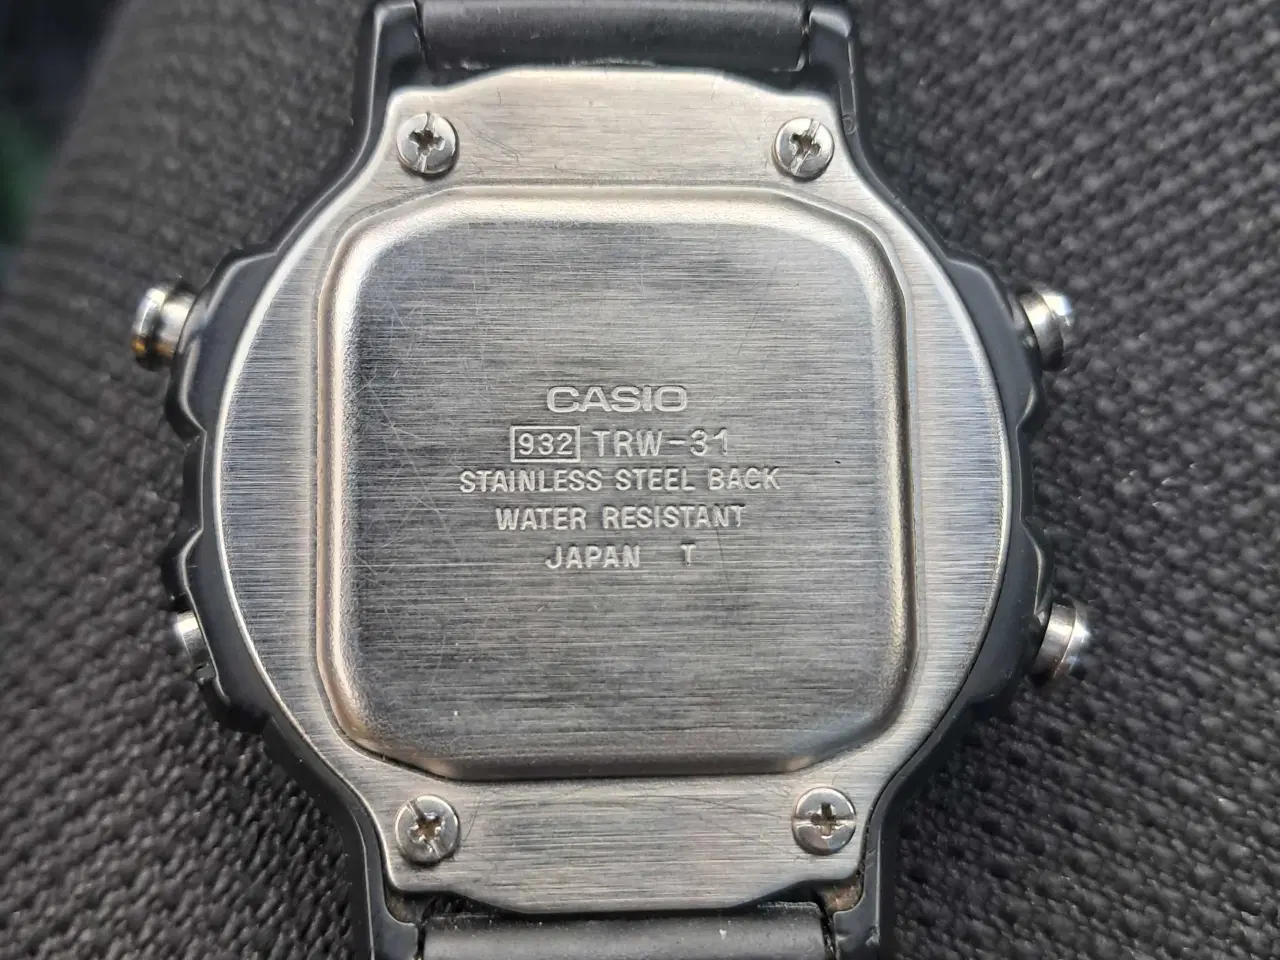 CASIO
932 TRW-31
STAINLESS STEEL BACK
WATER RESISTANT
JAPAN T